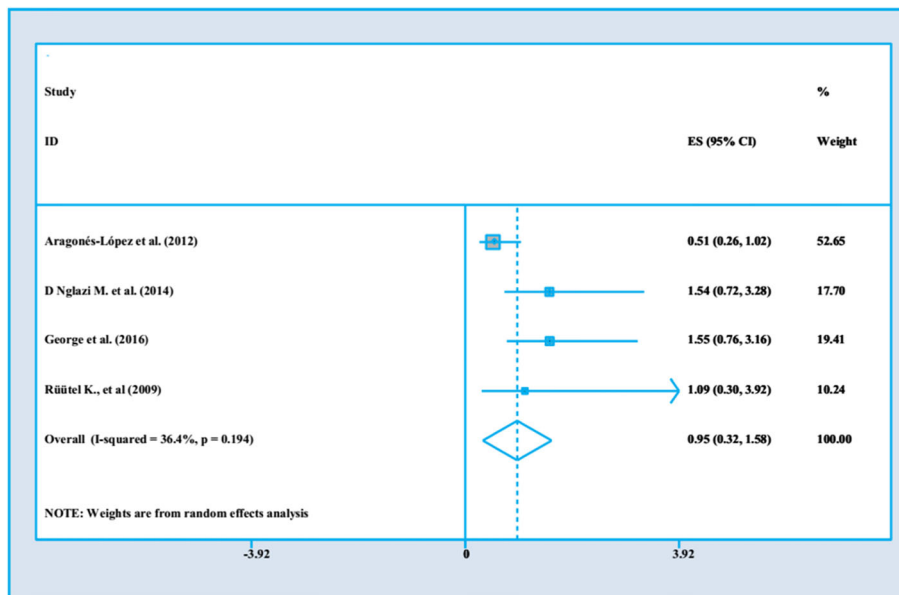 Study %
ID ES (95% CI) Weight
Aragonés-López et al. (2012) 0.51 (0.26, 1.02) 52.65
D Nglazi M. et al. (2014) 1.54 (0.72, 3.28) 17.70
George et al. (2016) 1.55 (0.76, 3.16) 19.41
Rüütel K., et al (2009) 1.09 (0.30, 3.92) 10.24
Overall (I-squared = 36.4%, p = 0.194) 0.95 (0.32, 1.58) 100.00
NOTE: Weights are from random effects analysis
-3.92 0 3.92